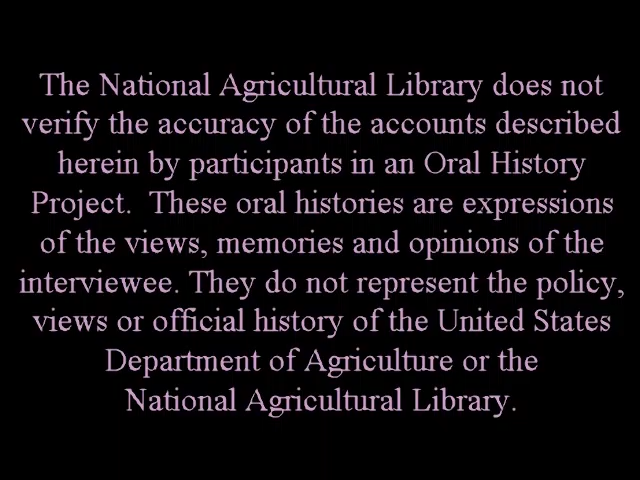 The National Agricultural Library does not
verify the accuracy of the accounts described
herein by participants in an Oral History
Project.  These oral histories are expressions
of the views, memories and opinions of the
interviewee. They do not represent the policy,
views or official history of the United States
Department of Agriculture or the
National Agricultural Library.